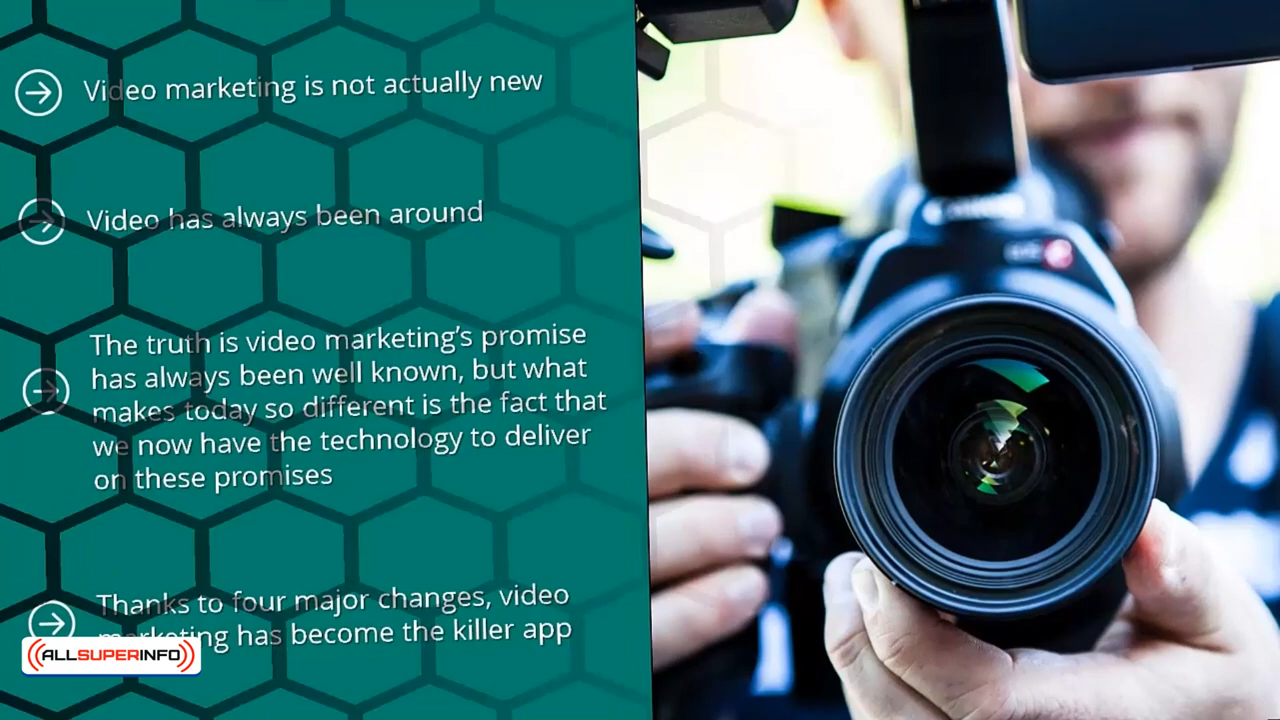 Video marketing is not actually new
Video has always been around
The truth is video marketing’s promise
has always been well known, but what
makes today so different is the fact that
we now have the technology to deliver
on these promises
Thanks to four major changes, video
marketing has become the killer app
ALLSUPERINFO
Canon